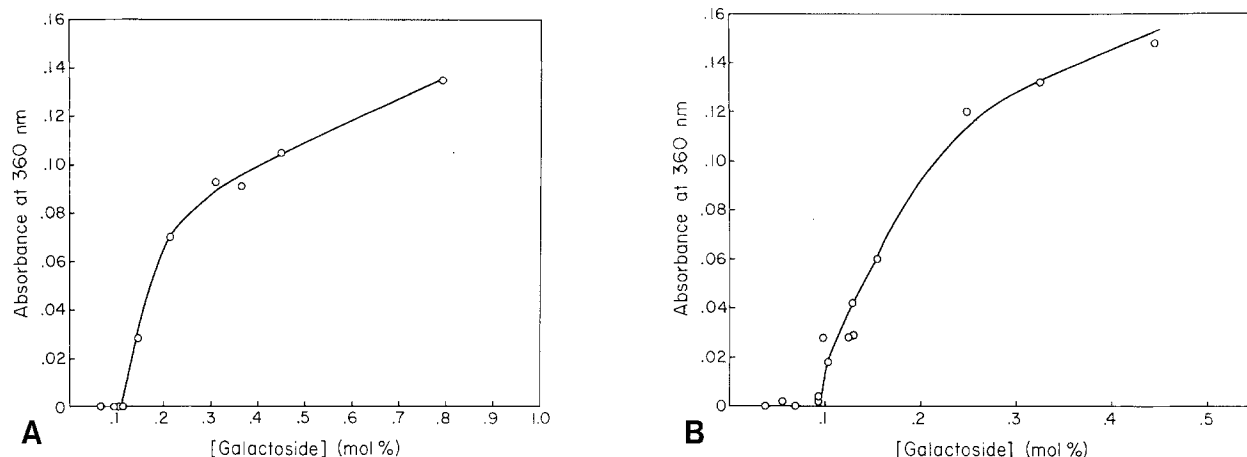 .16
.14
.12
.10
.08
.06
.04
.02
0
Absorbance at 360 nm
.1 .2 .3 .4 .5 .6 .7 .8 .9 1.0
[Galactoside] (mol %)
A
.16
.14
.12
.10
.08
.06
.04
.02
0
Absorbance at 360 nm
.1 .2 .3 .4 .5
[Galactoside] (mol %)
B